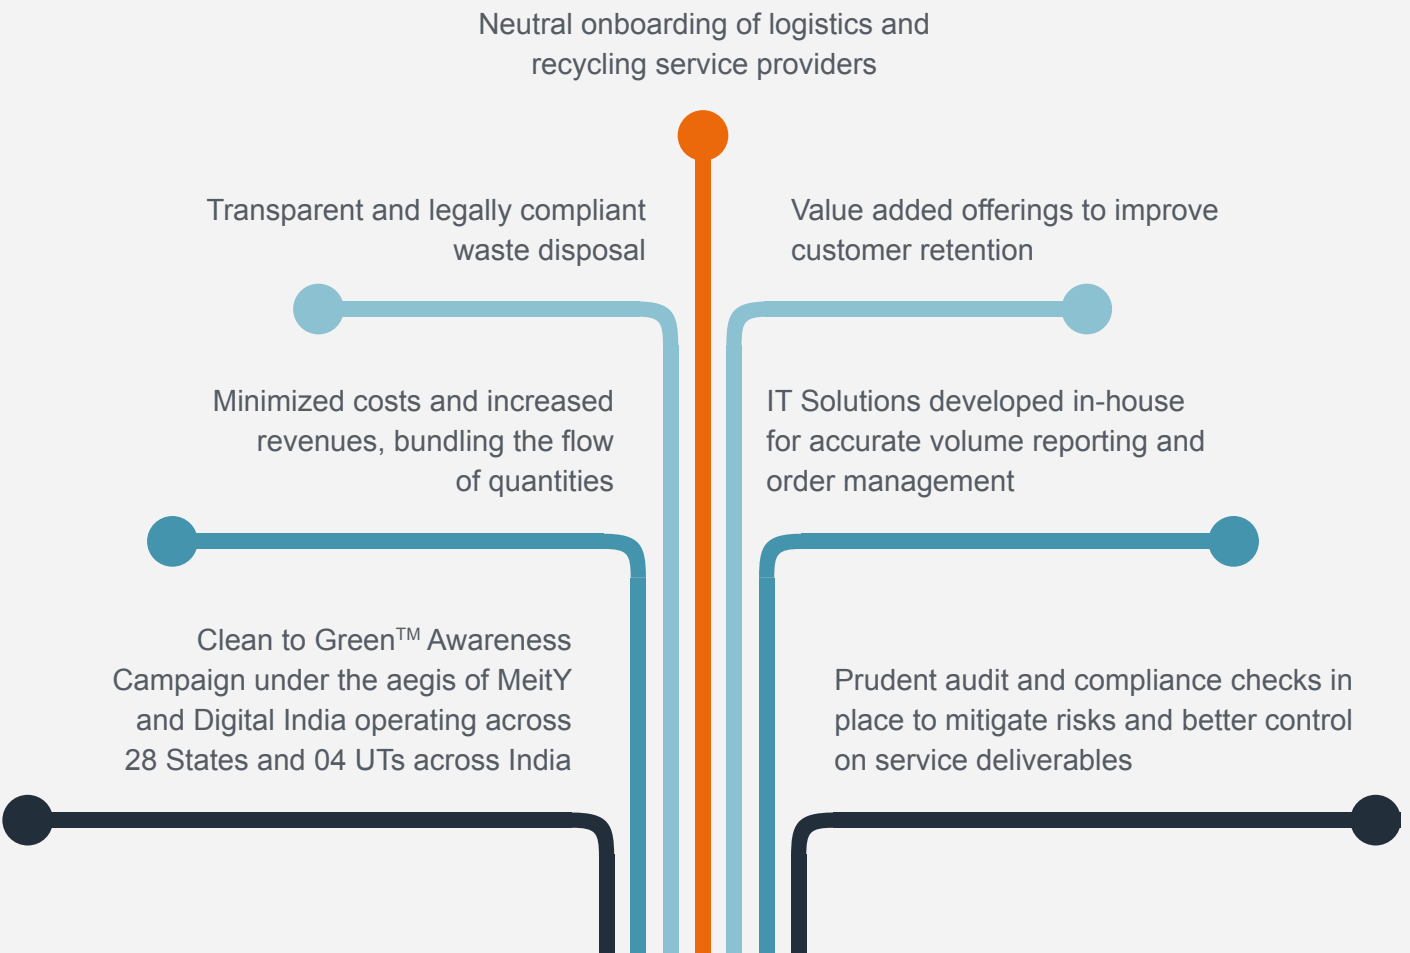 Neutral onboarding of logistics and
recycling service providers
Transparent and legally compliant
waste disposal
Value added offerings to improve
customer retention
Minimized costs and increased
revenues, bundling the flow
of quantities
IT Solutions developed in-house
for accurate volume reporting and
order management
Clean to Green™ Awareness
Campaign under the aegis of MeitY
and Digital India operating across
28 States and 04 UTs across India
Prudent audit and compliance checks in
place to mitigate risks and better control
on service deliverables